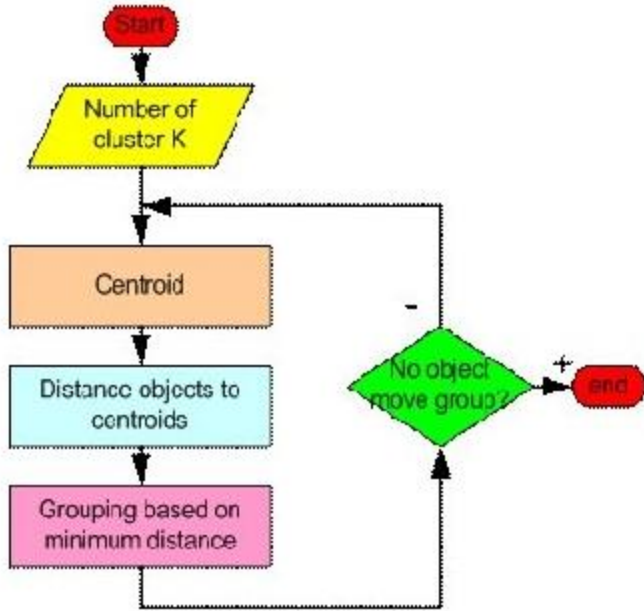 Start
Number of
cluster K
Centroid
Distance objects to
centroids
Grouping based on
minimum distance
-
No object
move group?
+
end